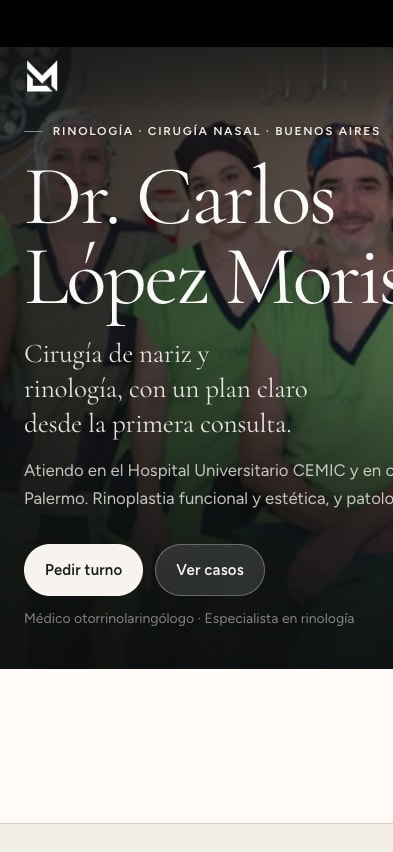 RINOLOGÍA · CIRUGÍA NASAL · BUENOS AIRES
Dr. Carlos
López Moris
Cirugía de nariz y
rinología, con un plan claro
desde la primera consulta.
Atiendo en el Hospital Universitario CEMIC y en c
Palermo. Rinoplastia funcional y estética, y patolo
Pedir turno
Ver casos
Médico otorrinolaringólogo · Especialista en rinología